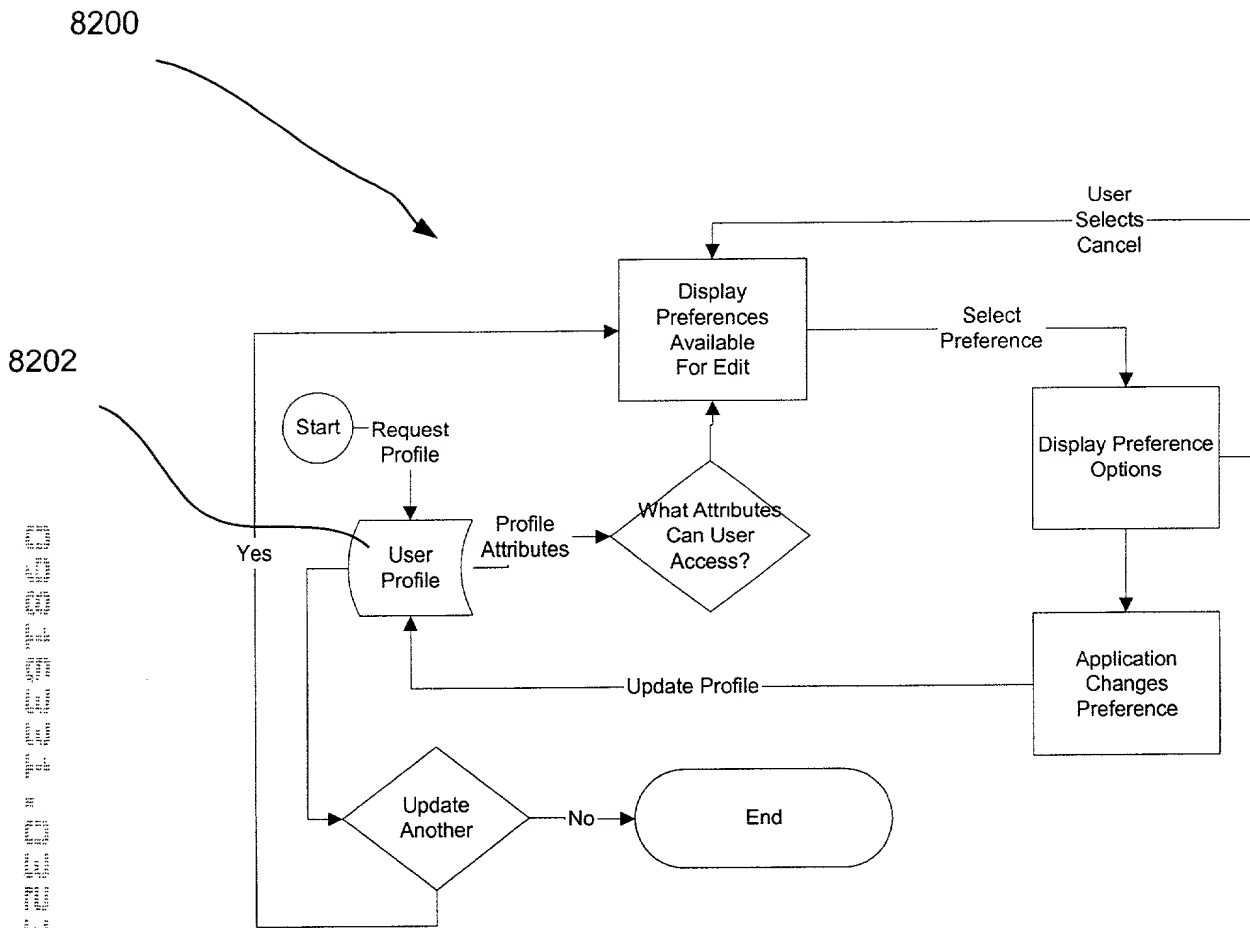 8200
User
Selects
Cancel
Display
Preferences
Available
For Edit
Select
Preference
8202
Start
Request
Profile
Display Preference
Options
What Attributes
Can User
Access?
Profile
Attributes
User
Profile
Yes
Application
Changes
Preference
Update Profile
Update
Another
No
End